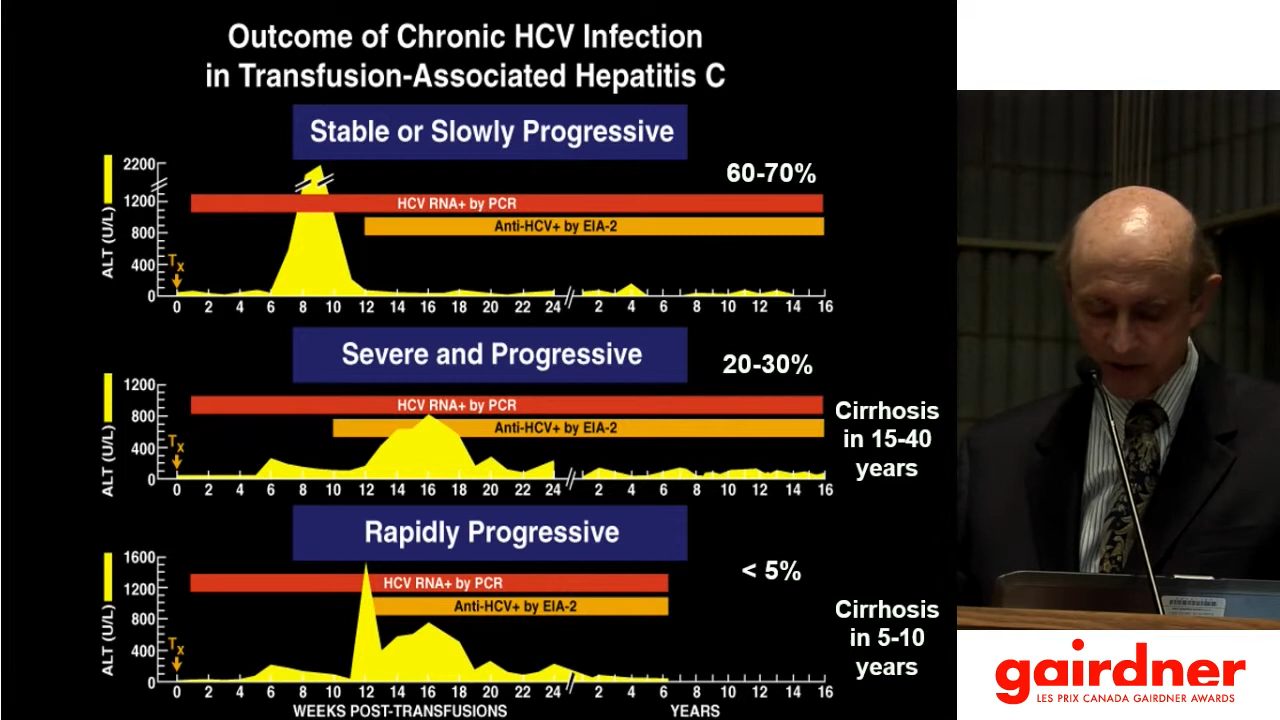 Outcome of Chronic HCV Infection
in Transfusion-Associated Hepatitis C
Stable or Slowly Progressive
60-70%
2200
1200
800
400
0
ALT (U/L)
HCV RNA+ by PCR
Anti-HCV+ by EIA-2
Tx
0 2 4 6 8 10 12 14 16 18 20 22 24 2 4 6 8 10 12 14 16
Severe and Progressive
20-30%
1200
800
400
0
ALT (U/L)
HCV RNA+ by PCR
Anti-HCV+ by EIA-2
Tx
0 2 4 6 8 10 12 14 16 18 20 22 24 2 4 6 8 10 12 14 16
Cirrhosis
in 15-40
years
Rapidly Progressive
< 5%
1600
1200
800
400
0
ALT (U/L)
HCV RNA+ by PCR
Anti-HCV+ by EIA-2
Tx
0 2 4 6 8 10 12 14 16 18 20 22 24 2 4 6 8 10 12 14 16
WEEKS POST-TRANSFUSIONS YEARS
Cirrhosis
in 5-10
years
gairdner
LES PRIX CANADA GAIRDNER AWARDS